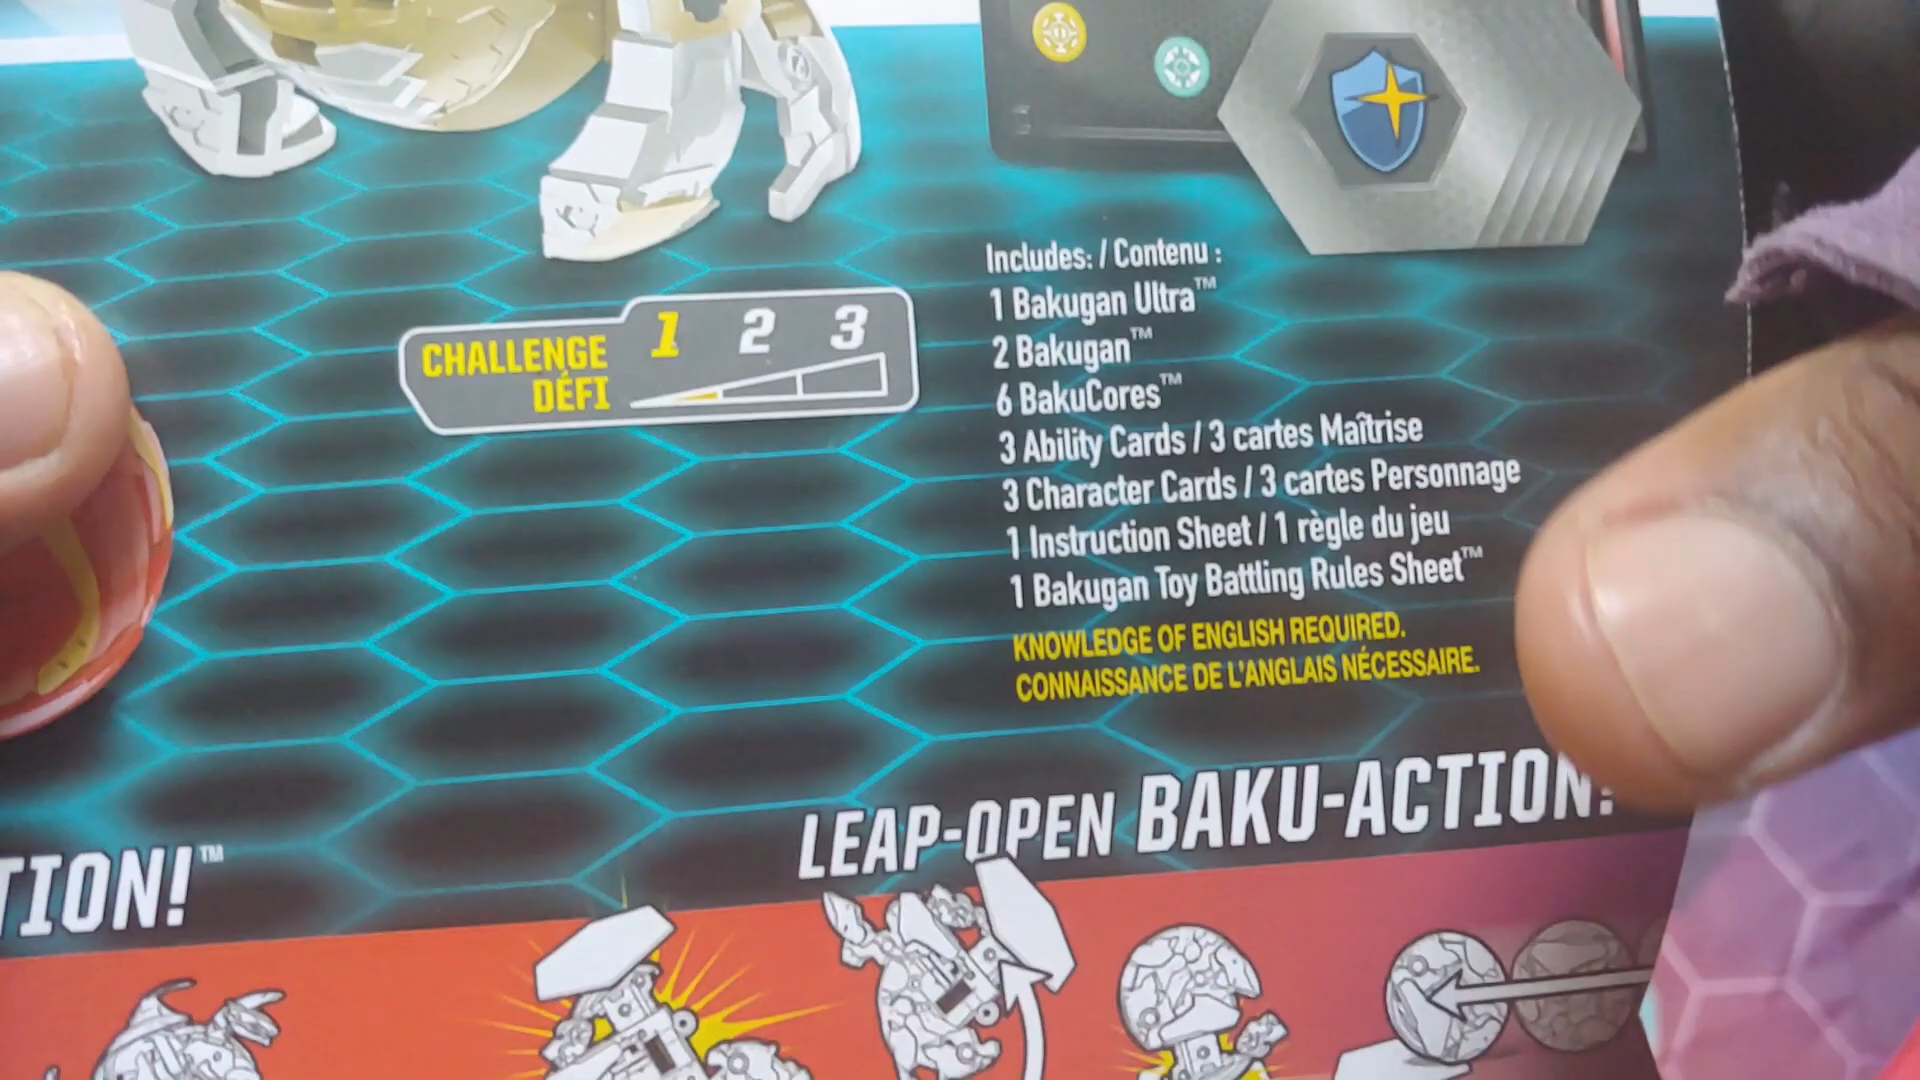 Includes: / Contenu :
1 Bakugan Ultra™
2 Bakugan™
6 BakuCores™
3 Ability Cards / 3 cartes Maîtrise
3 Character Cards / 3 cartes Personnage
1 Instruction Sheet / 1 règle du jeu
1 Bakugan Toy Battling Rules Sheet™
KNOWLEDGE OF ENGLISH REQUIRED.
CONNAISSANCE DE L'ANGLAIS NÉCESSAIRE.
CHALLENGE 1 2 3
DÉFI
LEAP-OPEN BAKU-ACTION!
TION!™